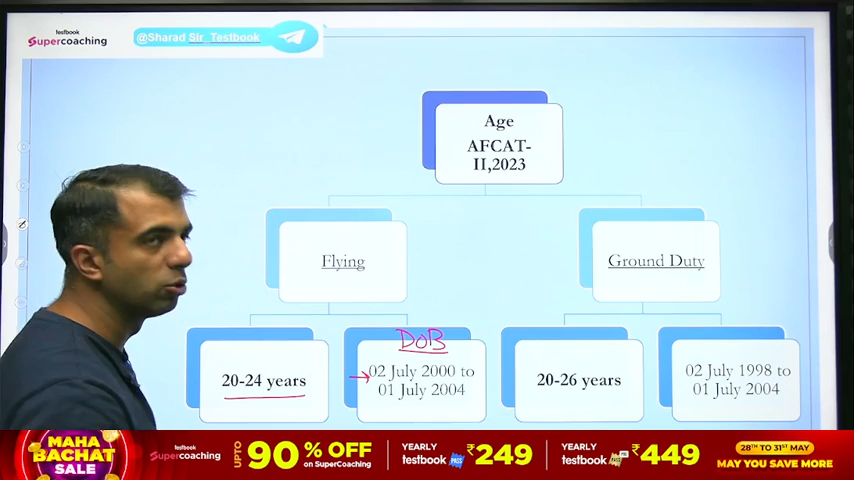 testbook
Supercoaching
@Sharad Sir_Testbook
Age
AFCAT-
II,2023
Flying
Ground Duty
20-24 years
DOB
02 July 2000 to
01 July 2004
20-26 years
02 July 1998 to
01 July 2004
MAHA
BACHAT
SALE
testbook
Supercoaching
UPTO 90% OFF
on SuperCoaching
YEARLY
testbook PASS ₹249
YEARLY
testbook ₹449
28TH TO 31ST MAY
MAY YOU SAVE MORE